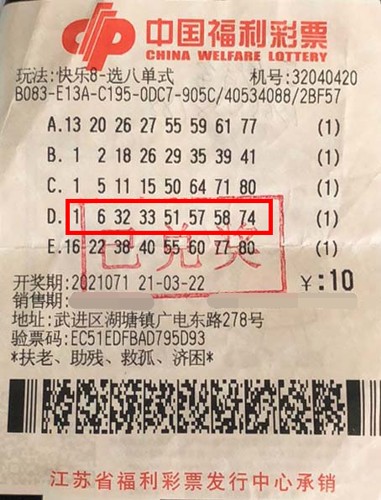 中国福利彩票
CHINA WELFARE LOTTERY
玩法:快乐8-选八单式 机号:32040420
B083-E13A-C195-0DC7-905C/40534088/2BF57
A.13 20 26 27 55 59 61 77 (1)
B. 1 2 18 26 29 35 39 41 (1)
C. 1 5 11 15 50 64 71 80 (1)
D. 1 6 32 33 51 57 58 74 (1)
E.16 22 38 40 55 60 77 80 (1)
已兑奖
开奖期:2021071 21-03-22 ¥:10
销售期:
地址:武进区湖塘镇广电东路278号
验票码:EC51EDFBAD795D93
*扶老、助残、救孤、济困*
江苏省福利彩票发行中心承销